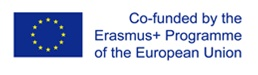 Co-funded by the
Erasmus+ Programme
of the European Union